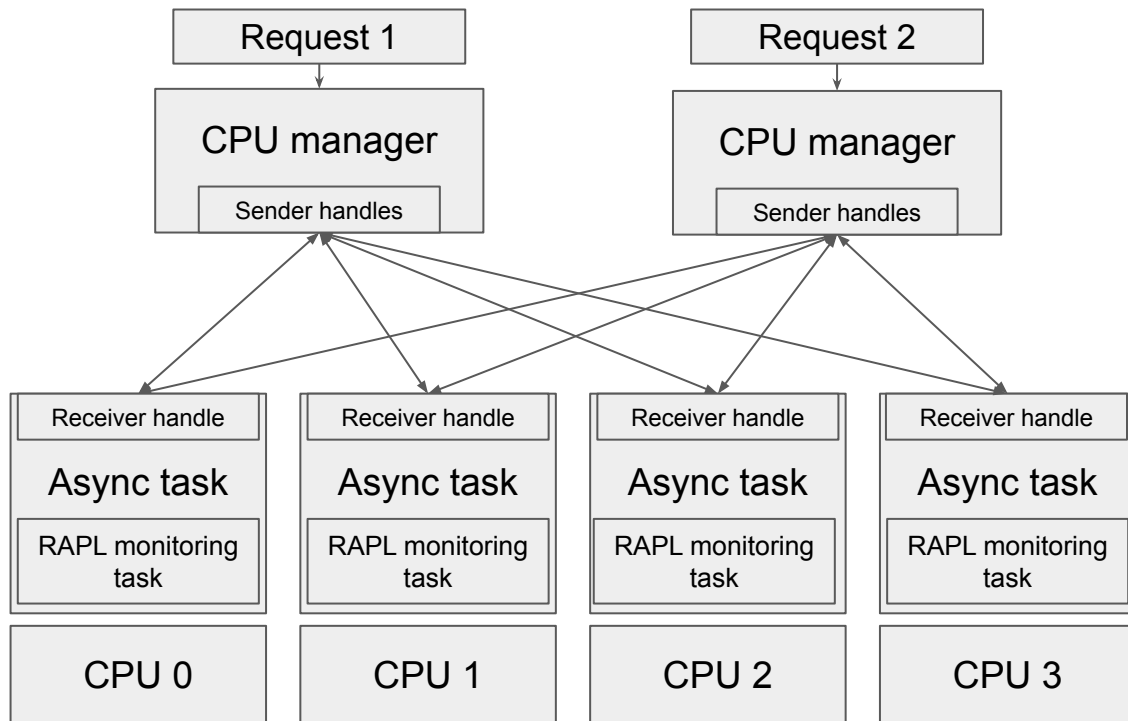 Request 1
Request 2
CPU manager
CPU manager
Sender handles
Sender handles
Receiver handle
Receiver handle
Receiver handle
Receiver handle
Async task
Async task
Async task
Async task
RAPL monitoring
task
RAPL monitoring
task
RAPL monitoring
task
RAPL monitoring
task
CPU 0
CPU 1
CPU 2
CPU 3